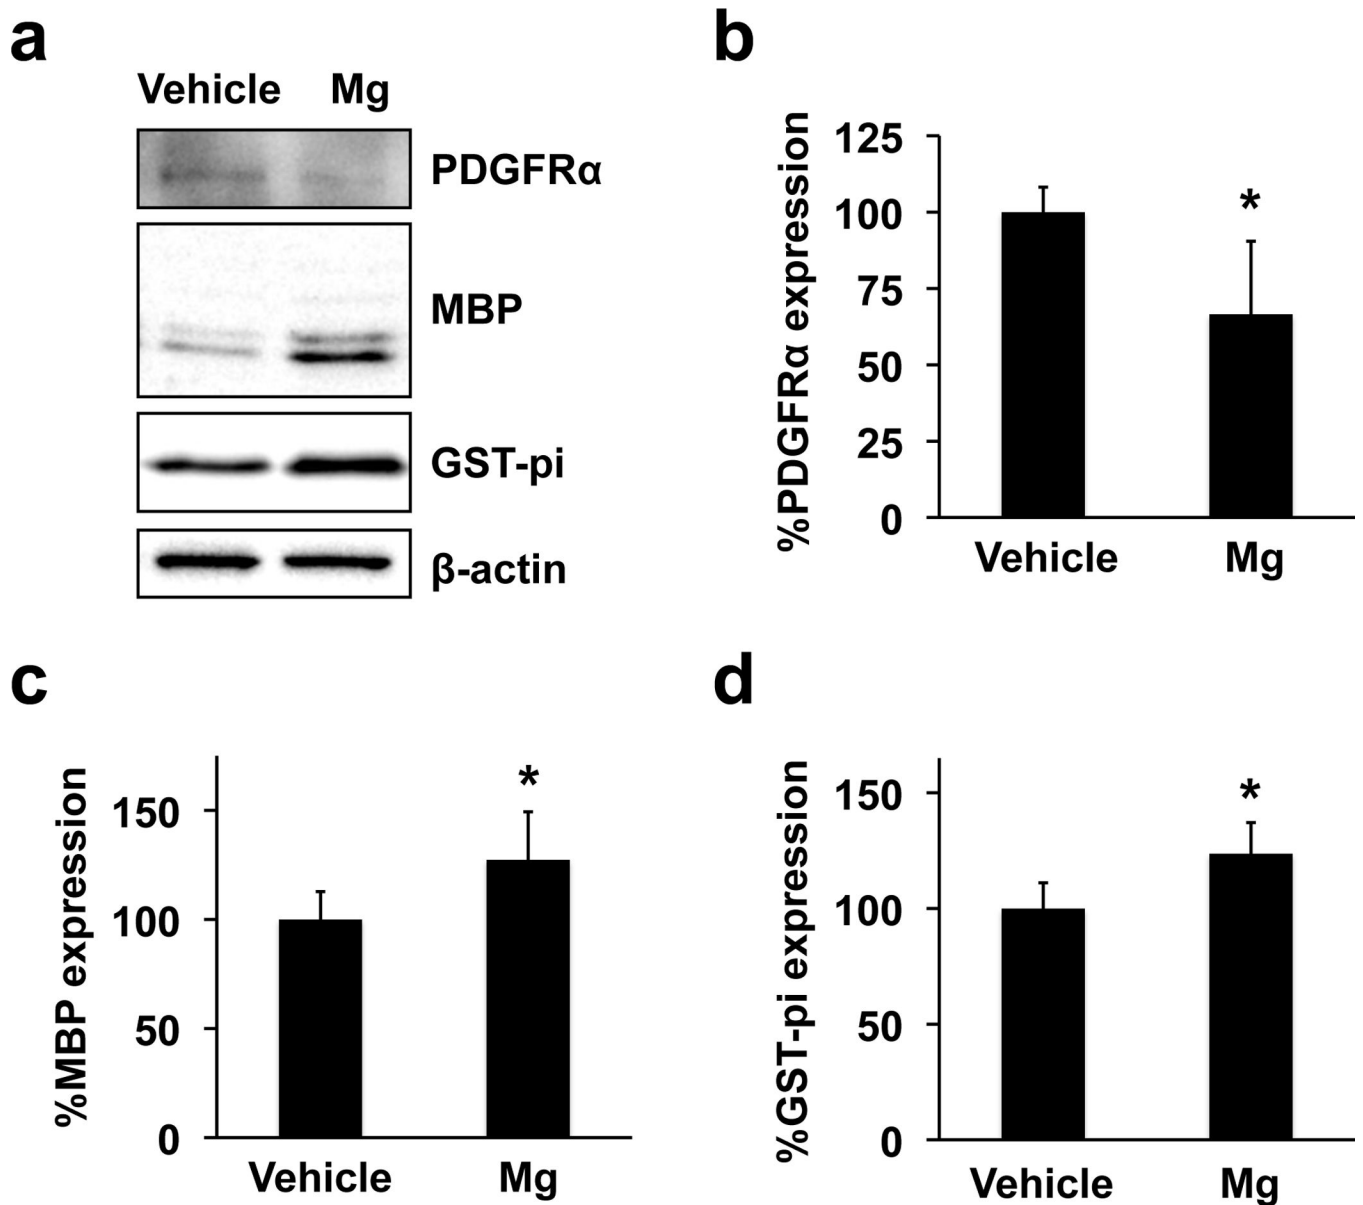 a
Vehicle Mg
PDGFRα
MBP
GST-pi
β-actin
b
%PDGFRα expression
125
100
75
50
25
0
*
Vehicle Mg
c
%MBP expression
150
100
50
0
*
Vehicle Mg
d
%GST-pi expression
150
100
50
0
*
Vehicle Mg